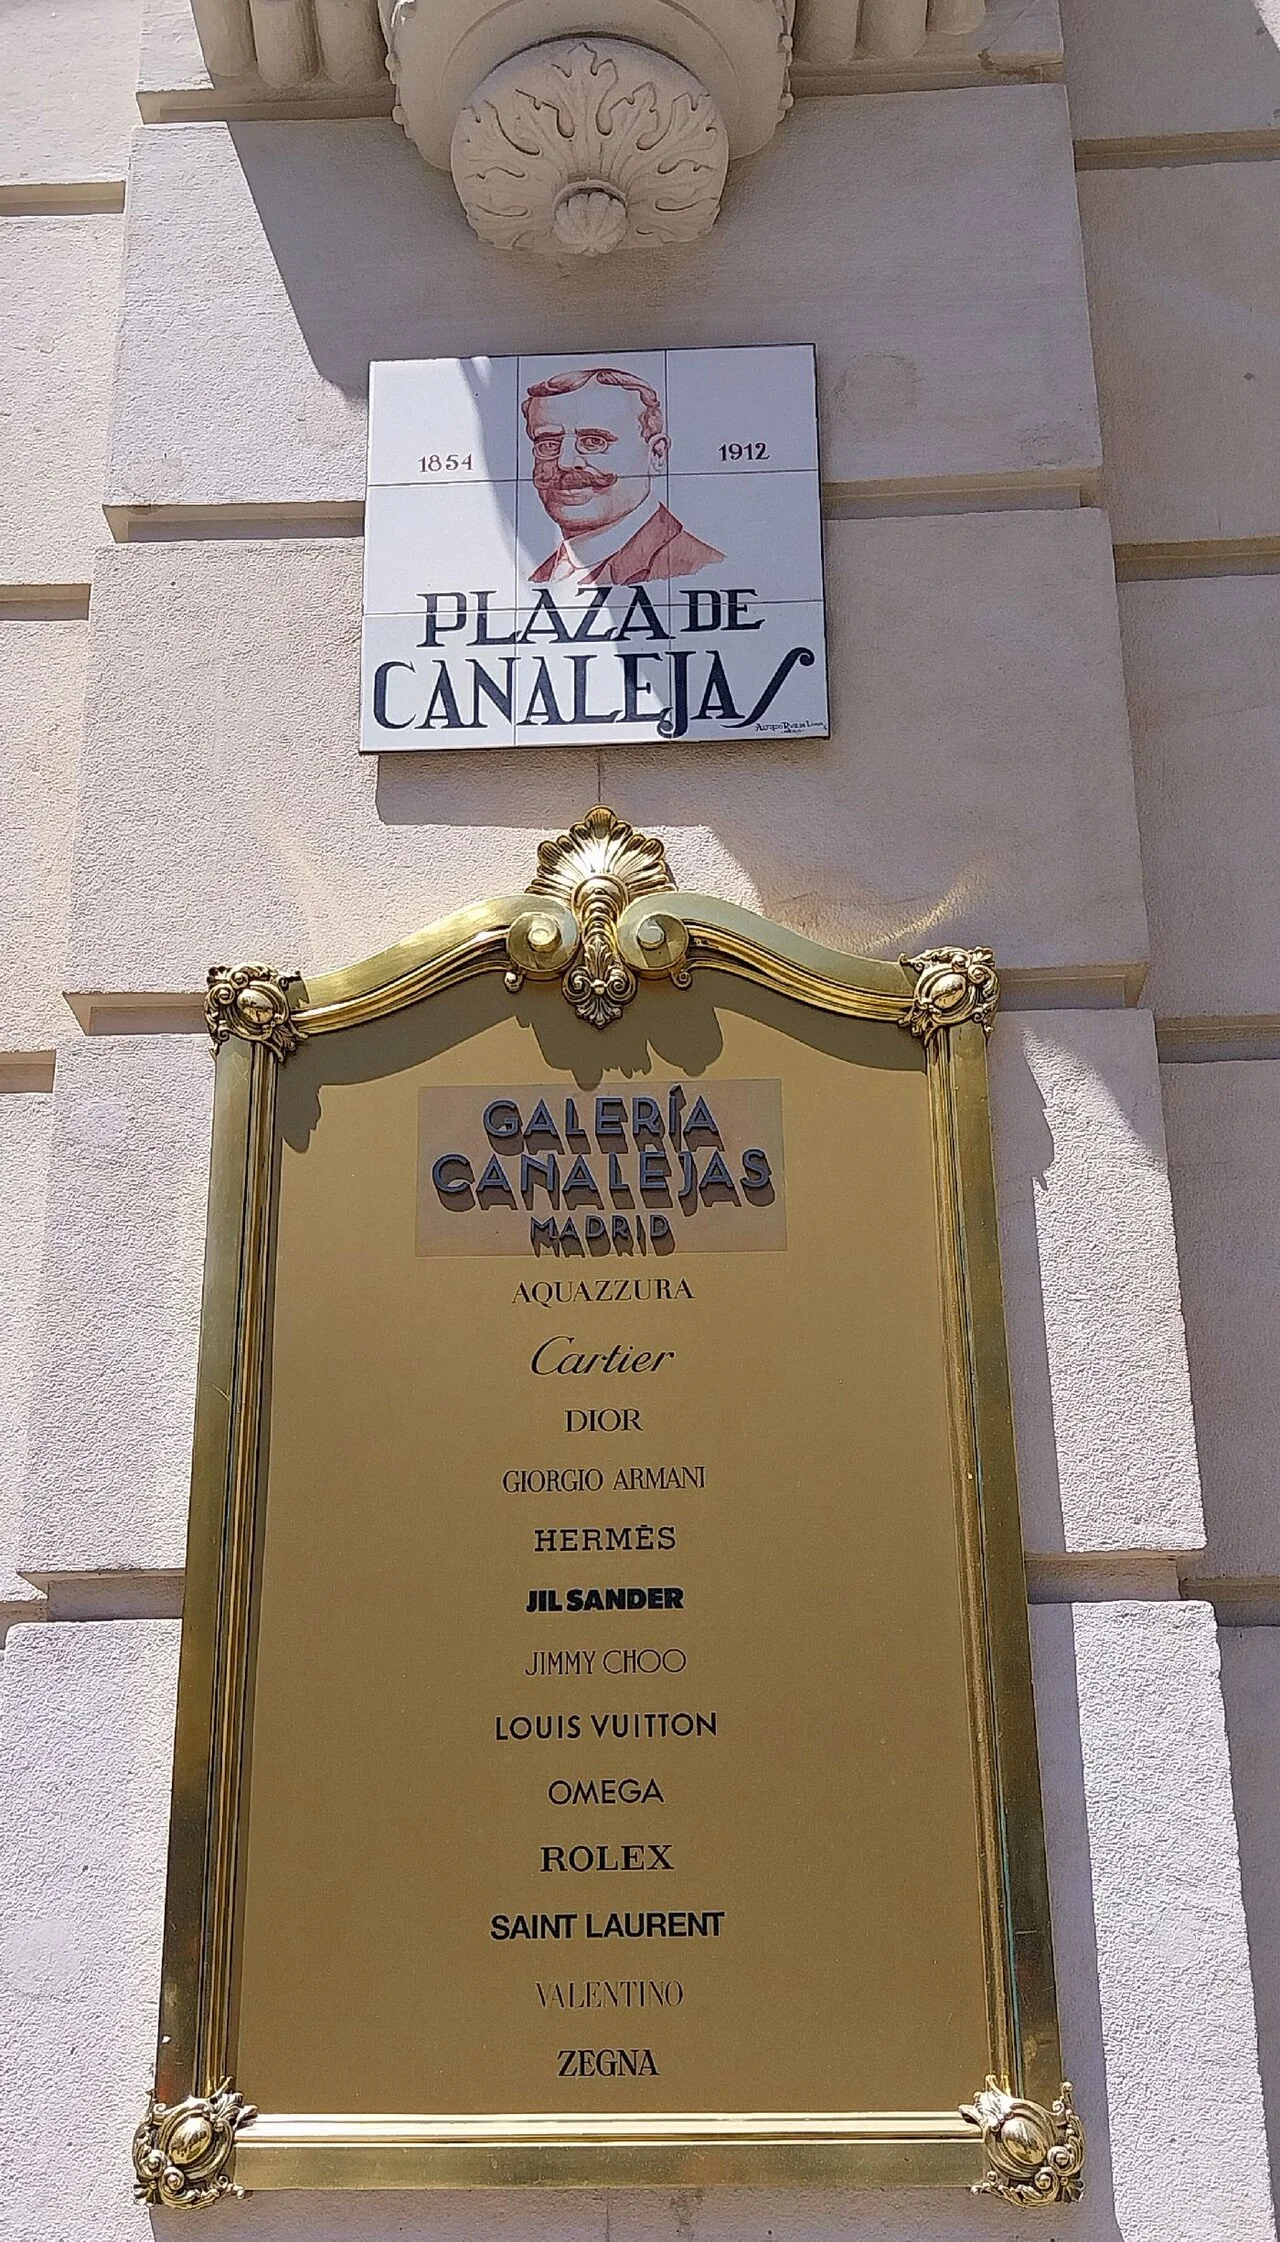 1854 1912
PLAZA DE
CANALEJAS
GALERÍA
CANALEJAS
MADRID
AQUAZZURA
Cartier
DIOR
GIORGIO ARMANI
HERMÈS
JIL SANDER
JIMMY CHOO
LOUIS VUITTON
OMEGA
ROLEX
SAINT LAURENT
VALENTINO
ZEGNA